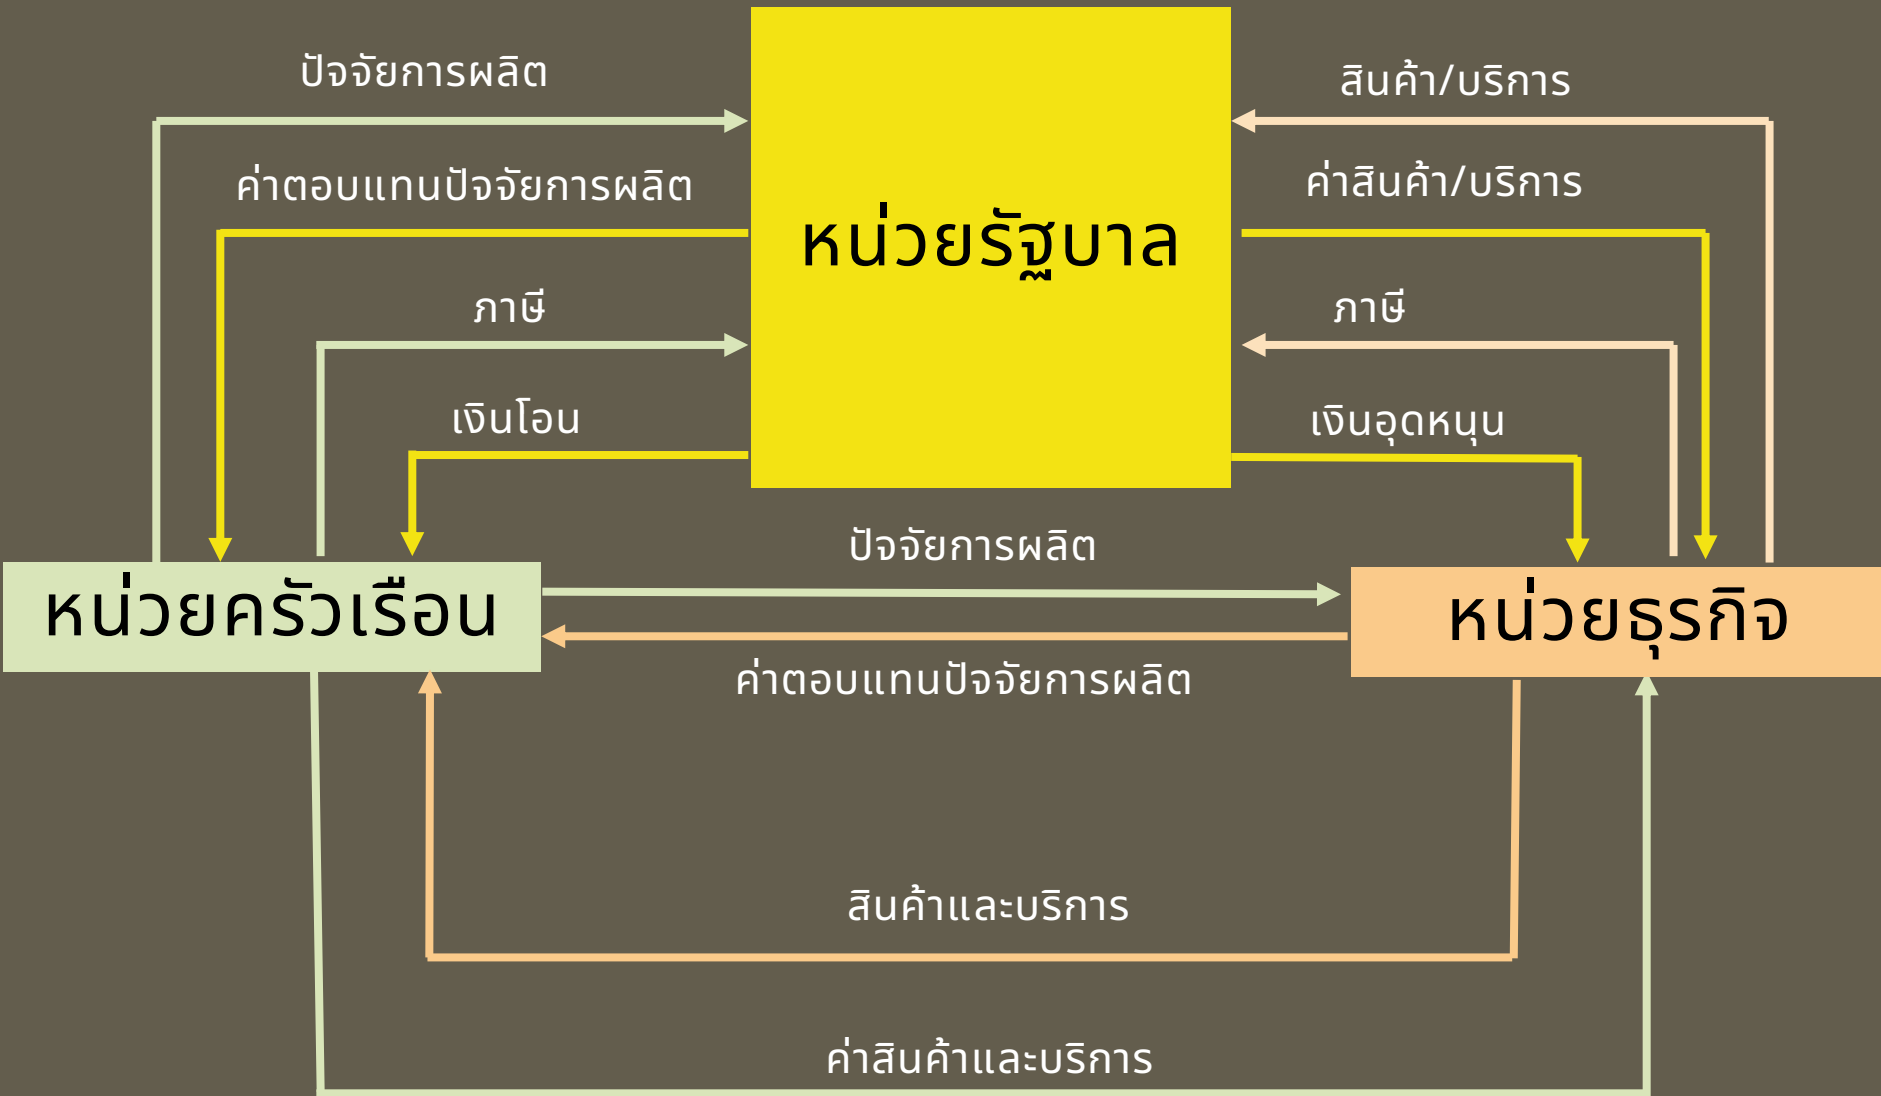 ปัจจัยการผลิต
สินค้า/บริการ
ค่าตอบแทนปัจจัยการผลิต
ค่าสินค้า/บริการ
หน่วยรัฐบาล
ภาษี
ภาษี
เงินโอน
เงินอุดหนุน
ปัจจัยการผลิต
หน่วยครัวเรือน
หน่วยธุรกิจ
ค่าตอบแทนปัจจัยการผลิต
สินค้าและบริการ
ค่าสินค้าและบริการ